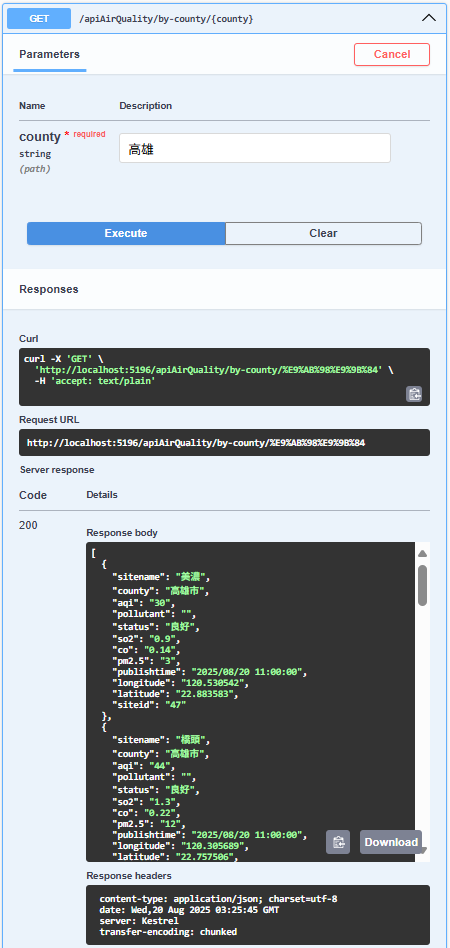 GET /apiAirQuality/by-county/{county}
Parameters Cancel
Name Description
county * required
string
(path)
高雄
Execute Clear
Responses
Curl
curl -X 'GET' \
  'http://localhost:5196/apiAirQuality/by-county/%E9%AB%98%E9%9B%84' \
  -H 'accept: text/plain'
Request URL
http://localhost:5196/apiAirQuality/by-county/%E9%AB%98%E9%9B%84
Server response
Code Details
200
Response body
[
  {
    "sitename": "美濃",
    "county": "高雄市",
    "aqi": "30",
    "pollutant": "",
    "status": "良好",
    "so2": "0.9",
    "co": "0.14",
    "pm2.5": "3",
    "publishtime": "2025/08/20 11:00:00",
    "longitude": "120.530542",
    "latitude": "22.883583",
    "siteid": "47"
  },
  {
    "sitename": "橋頭",
    "county": "高雄市",
    "aqi": "44",
    "pollutant": "",
    "status": "良好",
    "so2": "1.3",
    "co": "0.22",
    "pm2.5": "12",
    "publishtime": "2025/08/20 11:00:00",
    "longitude": "120.305689",
    "latitude": "22.757506",
Download
Response headers
content-type: application/json; charset=utf-8
date: Wed,20 Aug 2025 03:25:45 GMT
server: Kestrel
transfer-encoding: chunked